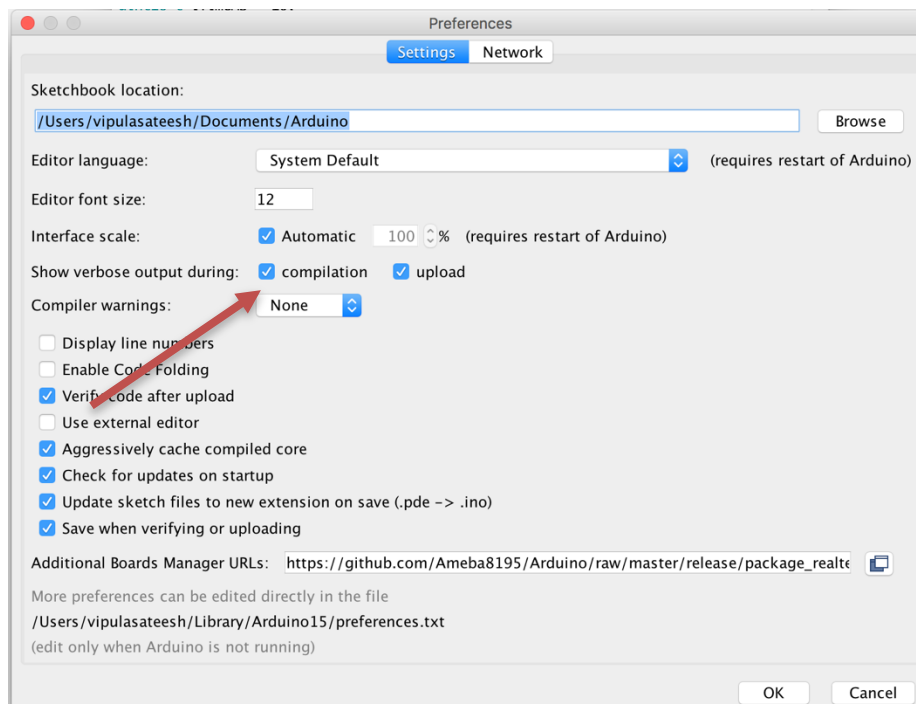 Preferences
Settings Network
Sketchbook location:
/Users/vipulasateesh/Documents/Arduino Browse
Editor language: System Default (requires restart of Arduino)
Editor font size: 12
Interface scale: Automatic 100 % (requires restart of Arduino)
Show verbose output during: compilation upload
Compiler warnings: None
Display line numbers
Enable Code Folding
Verify code after upload
Use external editor
Aggressively cache compiled core
Check for updates on startup
Update sketch files to new extension on save (.pde -> .ino)
Save when verifying or uploading
Additional Boards Manager URLs: https://github.com/Ameba8195/Arduino/raw/master/release/package_realte
More preferences can be edited directly in the file
/Users/vipulasateesh/Library/Arduino15/preferences.txt
(edit only when Arduino is not running)
OK Cancel